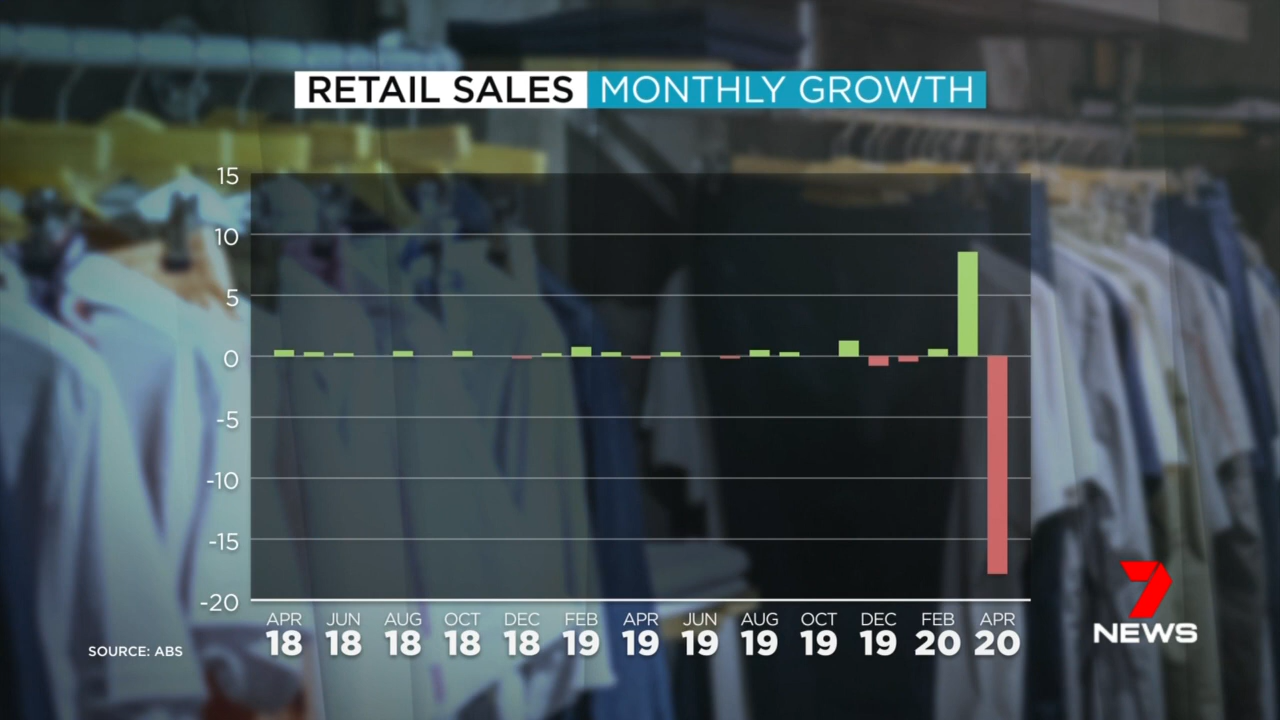 RETAIL SALES MONTHLY GROWTH
15
10
5
0
-5
-10
-15
-20
APR JUN AUG OCT DEC FEB APR JUN AUG OCT DEC FEB APR
18 18 18 18 18 19 19 19 19 19 19 20 20
SOURCE: ABS
7
NEWS